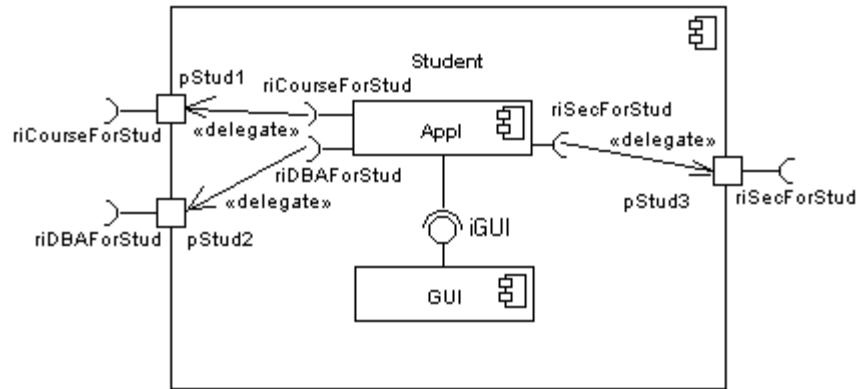 Student
pStud1
riCourseForStud
riSecForStud
riCourseForStud
«delegate»
Appl
«delegate»
riDBAForStud
«delegate»
pStud3
riSecForStud
riDBAForStud
pStud2
iGUI
GUI